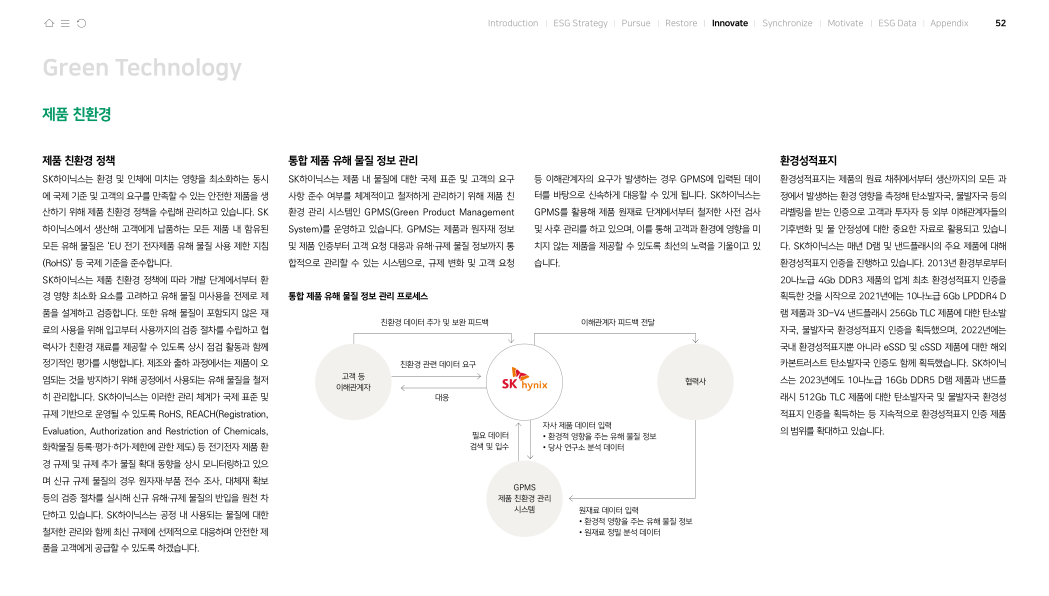 Introduction | ESG Strategy | Pursue | Restore | Innovate | Synchronize | Motivate | ESG Data | Appendix 52
Green Technology
제품 친환경
제품 친환경 정책
SK하이닉스는 환경 및 인체에 미치는 영향을 최소화하는 동시
에 국제 기준 및 고객의 요구를 만족할 수 있는 안전한 제품을 생
산하기 위해 제품 친환경 정책을 수립해 관리하고 있습니다. SK
하이닉스에서 생산해 고객에게 납품하는 모든 제품 내 함유된
모든 유해 물질은 ‘EU 전기 전자제품 유해 물질 사용 제한 지침
(RoHS)’ 등 국제 기준을 준수합니다.
SK하이닉스는 제품 친환경 정책에 따라 개발 단계에서부터 환
경 영향 최소화 요소를 고려하고 유해 물질 미사용을 전제로 제
품을 설계하고 검증합니다. 또한 유해 물질이 포함되지 않은 재
료의 사용을 위해 입고부터 사용까지의 검증 절차를 수립하고 협
력사가 친환경 재료를 제공할 수 있도록 상시 점검 활동과 함께
정기적인 평가를 시행합니다. 제조와 출하 과정에서는 제품이 오
염되는 것을 방지하기 위해 공정에서 사용되는 유해 물질을 철저
히 관리합니다. SK하이닉스는 이러한 관리 체계가 국제 표준 및
규제 기반으로 운영될 수 있도록 RoHS, REACH(Registration,
Evaluation, Authorization and Restriction of Chemicals,
화학물질 등록·평가·허가·제한에 관한 제도) 등 전기전자 제품 환
경 규제 및 규제 추가 물질 확대 동향을 상시 모니터링하고 있으
며 신규 규제 물질의 경우 원자재·부품 전수 조사, 대체재 확보
등의 검증 절차를 실시해 신규 유해·규제 물질의 반입을 원천 차
단하고 있습니다. SK하이닉스는 공정 내 사용되는 물질에 대한
철저한 관리와 함께 최신 규제에 선제적으로 대응하며 안전한 제
품을 고객에게 공급할 수 있도록 하겠습니다.
통합 제품 유해 물질 정보 관리
SK하이닉스는 제품 내 물질에 대한 국제 표준 및 고객의 요구
사항 준수 여부를 체계적이고 철저하게 관리하기 위해 제품 친
환경 관리 시스템인 GPMS(Green Product Management
System)를 운영하고 있습니다. GPMS는 제품과 원자재 정보
및 제품 인증부터 고객 요청 대응과 유해·규제 물질 정보까지 통
합적으로 관리할 수 있는 시스템으로, 규제 변화 및 고객 요청
등 이해관계자의 요구가 발생하는 경우 GPMS에 입력된 데이
터를 바탕으로 신속하게 대응할 수 있게 됩니다. SK하이닉스는
GPMS를 활용해 제품 원재료 단계에서부터 철저한 사전 검사
및 사후 관리를 하고 있으며, 이를 통해 고객과 환경에 영향을 미
치지 않는 제품을 제공할 수 있도록 최선의 노력을 기울이고 있
습니다.
통합 제품 유해 물질 정보 관리 프로세스
친환경 데이터 추가 및 보완 피드백
이해관계자 피드백 전달
고객 등
이해관계자
친환경 관련 데이터 요구
대응
SK hynix
협력사
필요 데이터
검색 및 입수
자사 제품 데이터 입력
• 환경적 영향을 주는 유해 물질 정보
• 당사 연구소 분석 데이터
GPMS
제품 친환경 관리
시스템
원재료 데이터 입력
• 환경적 영향을 주는 유해 물질 정보
• 원재료 정밀 분석 데이터
환경성적표지
환경성적표지는 제품의 원료 채취에서부터 생산까지의 모든 과
정에서 발생하는 환경 영향을 측정해 탄소발자국, 물발자국 등의
라벨링을 받는 인증으로 고객과 투자자 등 외부 이해관계자들의
기후변화 및 물 안정성에 대한 중요한 자료로 활용되고 있습니
다. SK하이닉스는 매년 D램 및 낸드플래시의 주요 제품에 대해
환경성적표지 인증을 진행하고 있습니다. 2013년 환경부로부터
20나노급 4Gb DDR3 제품의 업계 최초 환경성적표지 인증을
획득한 것을 시작으로 2021년에는 10나노급 6Gb LPDDR4 D
램 제품과 3D-V4 낸드플래시 256Gb TLC 제품에 대한 탄소발
자국, 물발자국 환경성적표지 인증을 획득했으며, 2022년에는
국내 환경성적표지뿐 아니라 eSSD 및 cSSD 제품에 대한 해외
카본트러스트 탄소발자국 인증도 함께 획득했습니다. SK하이닉
스는 2023년에도 10나노급 16Gb DDR5 D램 제품과 낸드플
래시 512Gb TLC 제품에 대한 탄소발자국 및 물발자국 환경성
적표지 인증을 획득하는 등 지속적으로 환경성적표지 인증 제품
의 범위를 확대하고 있습니다.